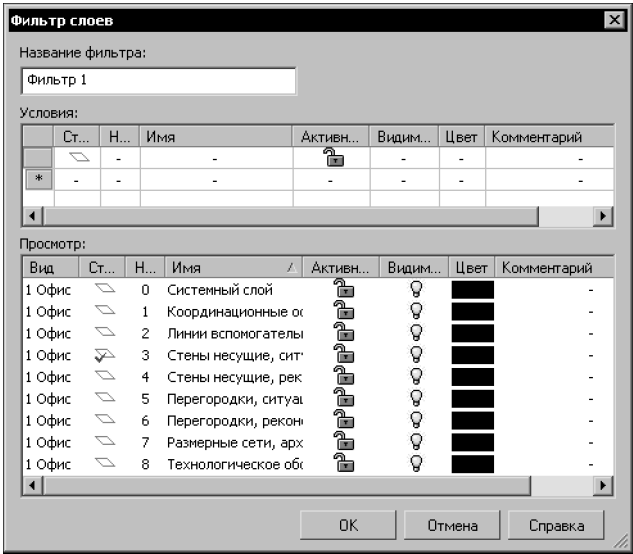 Фильтр слоев
Название фильтра:
Фильтр 1
Условия:
Ст... Н... Имя Активн... Видим... Цвет Комментарий
- - - - -
* - - - - - - -
Просмотр:
Вид Ст... Н... Имя Активн... Видим... Цвет Комментарий
1 Офис 0 Системный слой -
1 Офис 1 Координационные ос -
1 Офис 2 Линии вспомогателы -
1 Офис 3 Стены несущие, сит -
1 Офис 4 Стены несущие, рек -
1 Офис 5 Перегородки, ситуа -
1 Офис 6 Перегородки, рекон -
1 Офис 7 Размерные сети, арх -
1 Офис 8 Технологическое обо -
ОК Отмена Справка